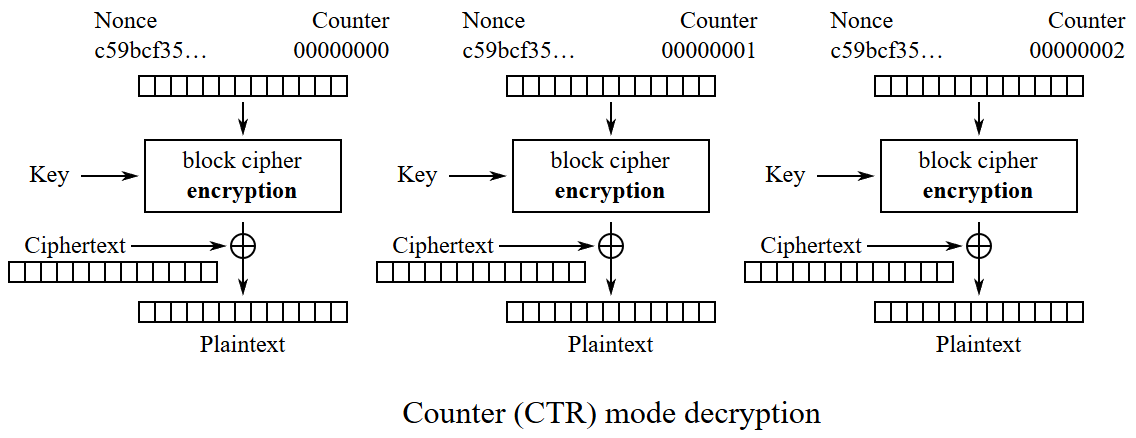 Nonce Counter Nonce Counter Nonce Counter
c59bcf35… 00000000 c59bcf35… 00000001 c59bcf35… 00000002
block cipher block cipher block cipher
Key encryption Key encryption Key encryption
Ciphertext Ciphertext Ciphertext
Plaintext Plaintext Plaintext
Counter (CTR) mode decryption